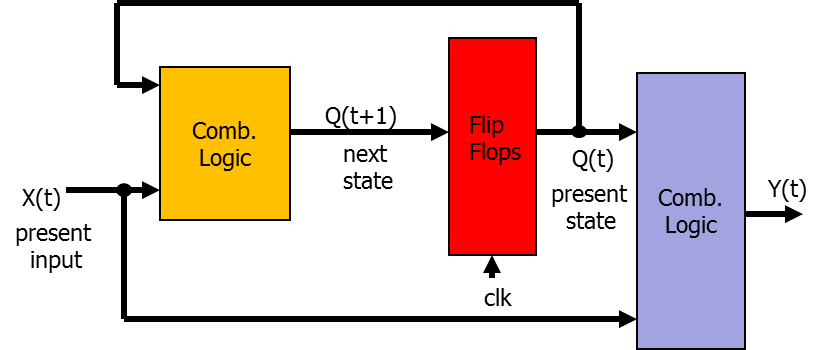 X(t)
present
input
Comb.
Logic
Q(t+1)
next
state
Flip
Flops
clk
Q(t)
present
state
Comb.
Logic
Y(t)